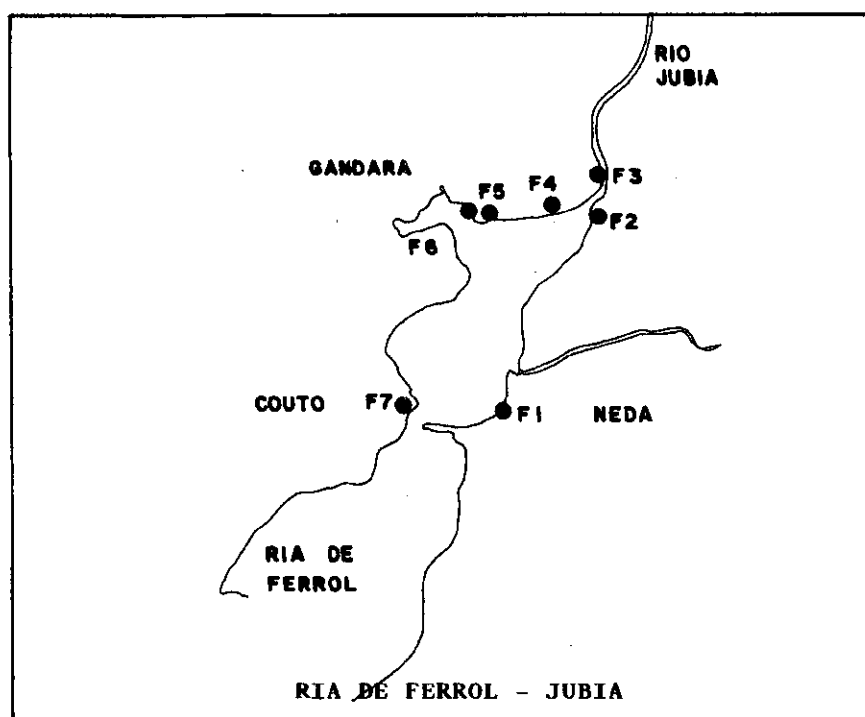 RIO
JUBIA
GANDARA
F5
F4
F3
F2
F6
COUTO
F7
F1
NEDA
RIA DE
FERROL
RIA DE FERROL - JUBIA